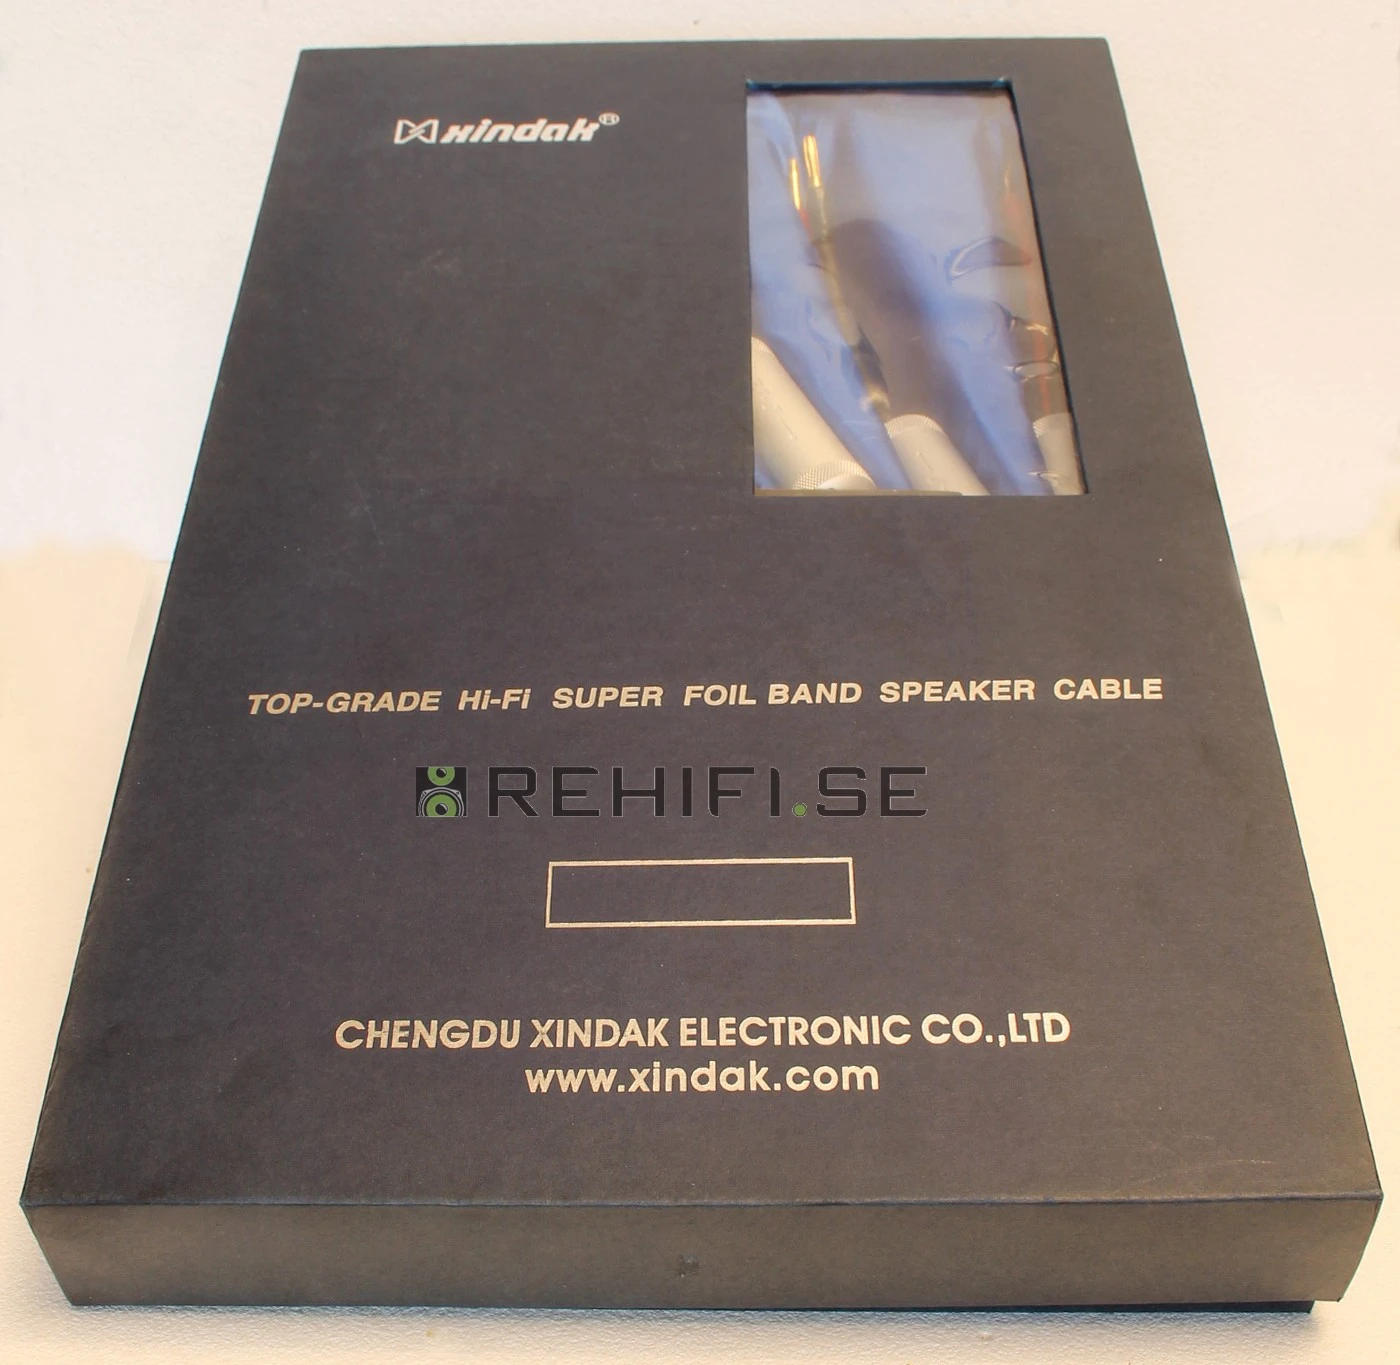 xindak®
TOP-GRADE Hi-Fi SUPER FOIL BAND SPEAKER CABLE
REHIFI.SE
CHENGDU XINDAK ELECTRONIC CO.,LTD
www.xindak.com